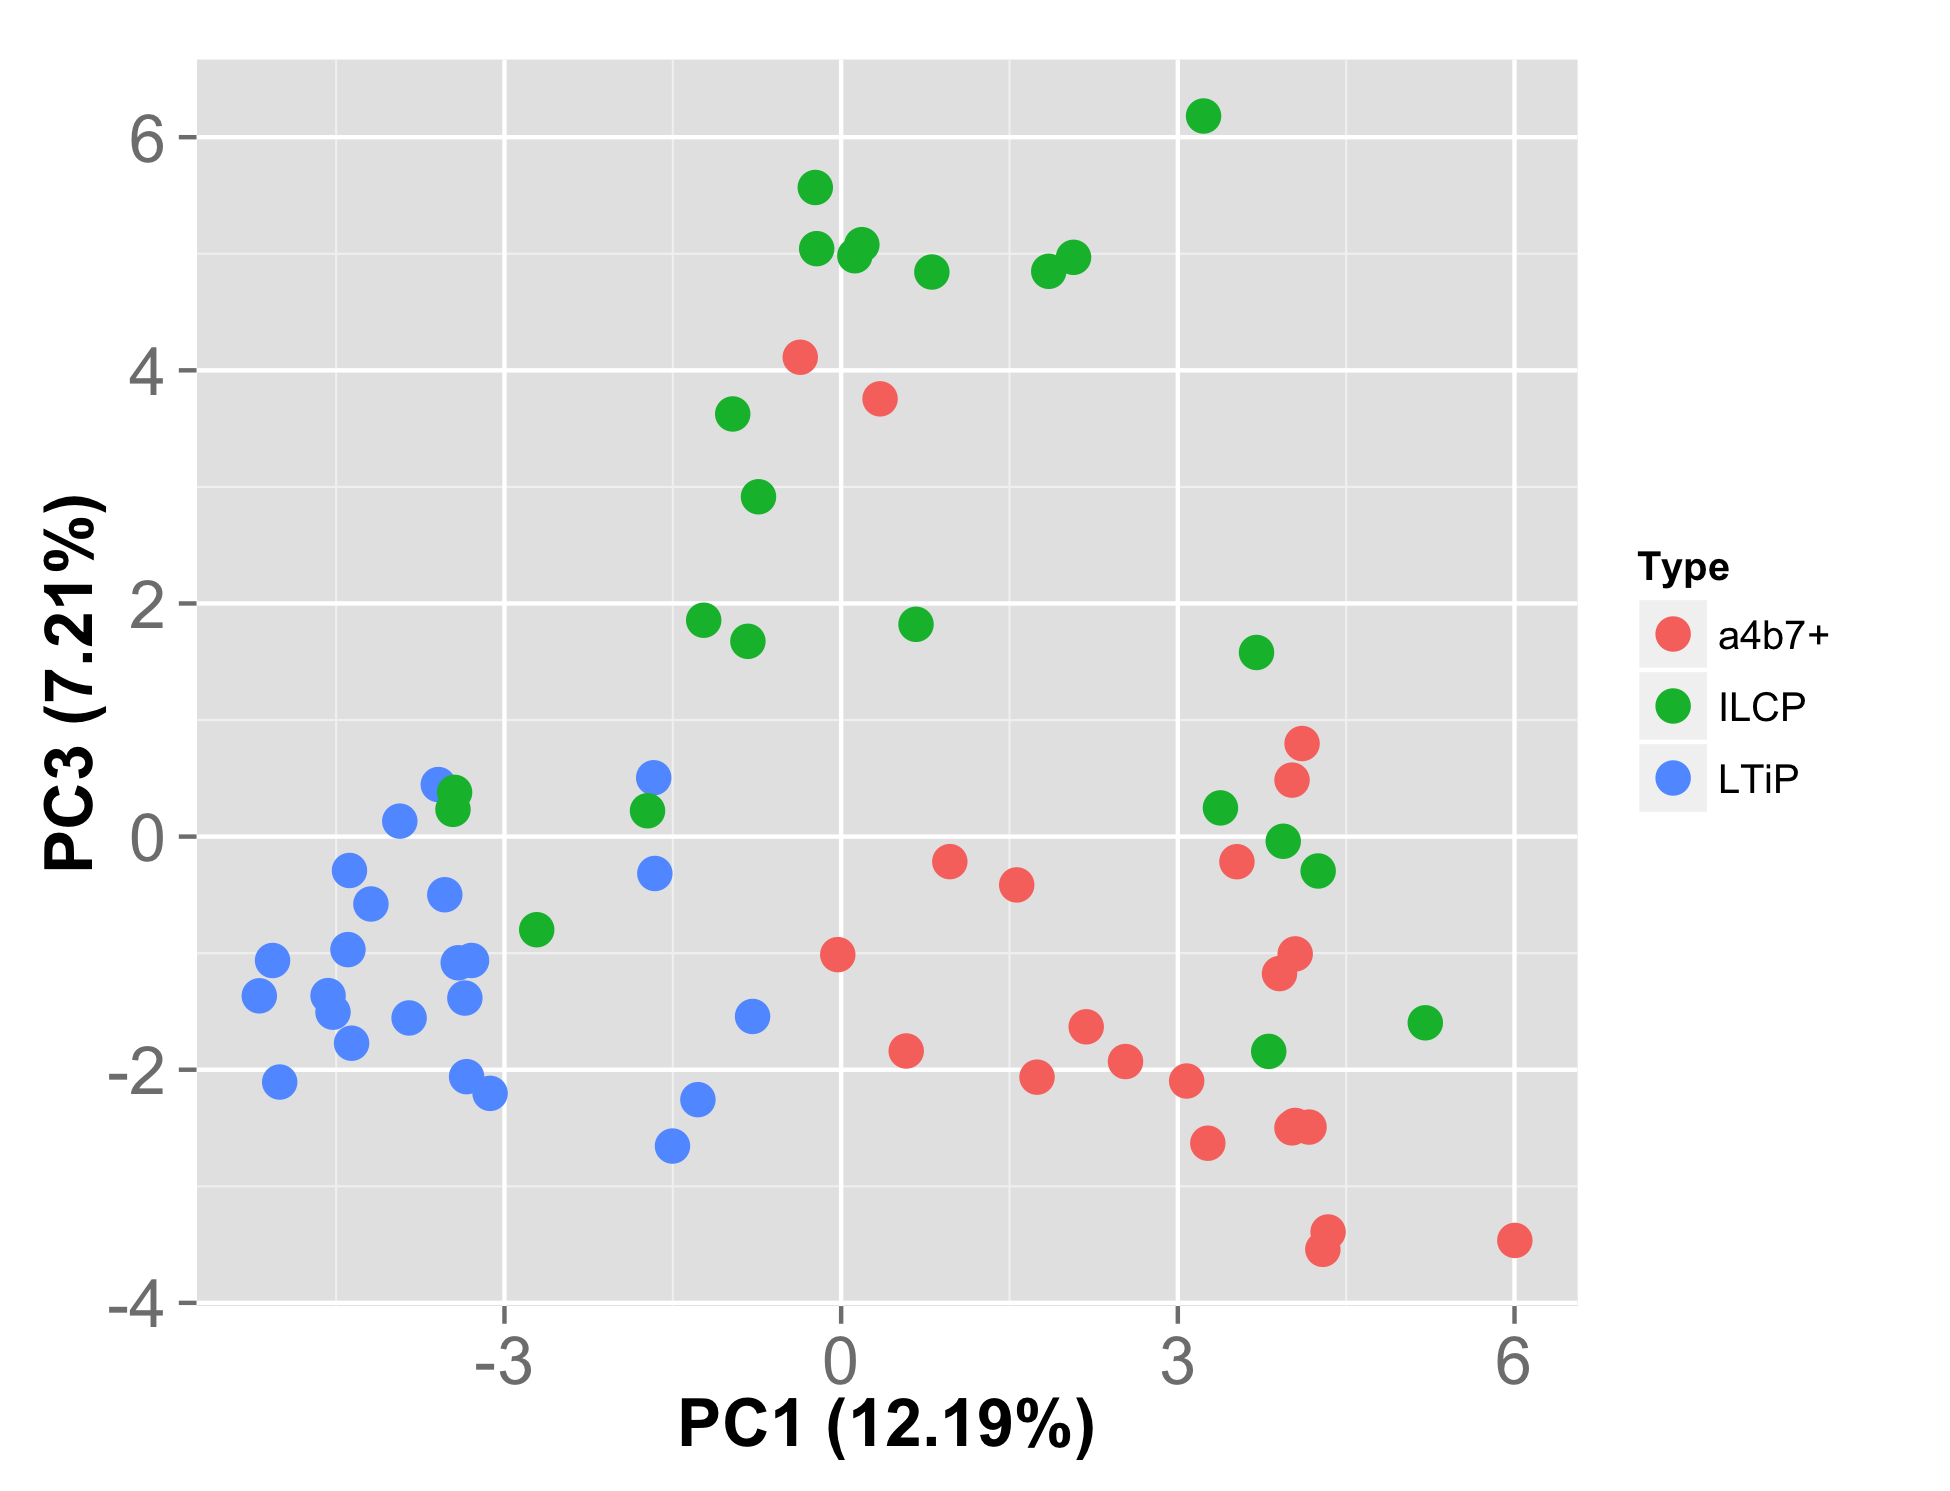 6
4
2
0
-2
-4
-3
0
3
6
PC3 (7.21%)
PC1 (12.19%)
Type
a4b7+
ILCP
LTiP